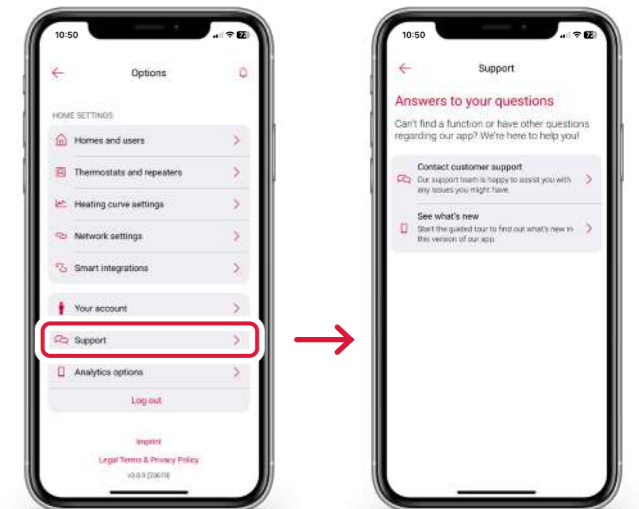 10:50
Options
HOME SETTINGS
Homes and users
Thermostats and repeaters
Heating curve settings
Network settings
Smart integrations
Your account
Support
Analytics options
Log out
Imprint
Legal Terms & Privacy Policy
10:50
Support
Answers to your questions
Can't find a function or have other questions
regarding our app? We're here to help you!
Contact customer support
Our support team is happy to assist you with
any issues you might have.
See what's new
Start the guided tour to find out what's new in
this version of our app.